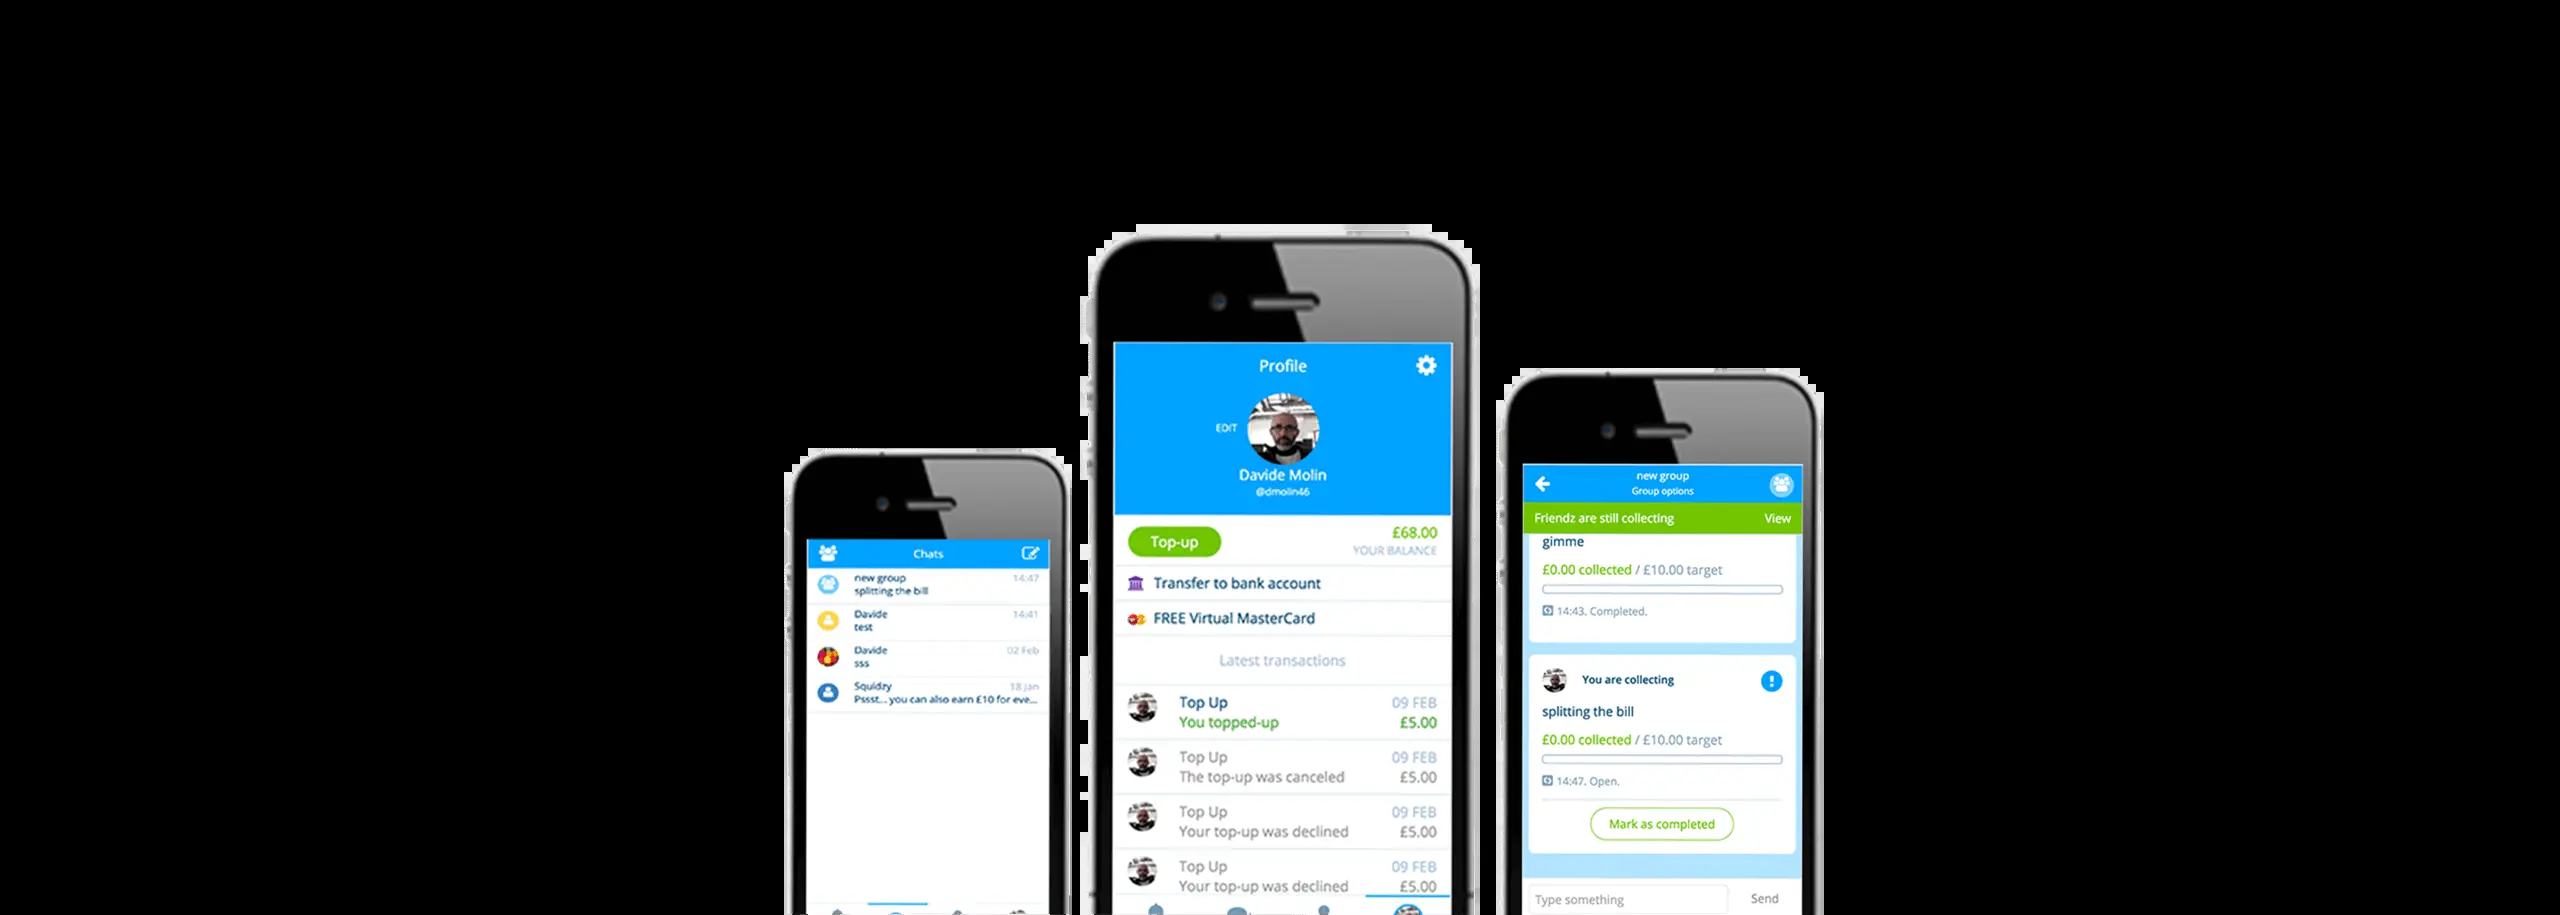 Chats
new group 14:47
splitting the bill
Davide 14:41
test
Davide 02 Feb
sss
Squidzy 18 Jan
Pssst... you can also earn £10 for eve...
Profile
EDIT
Davide Molin
@dmolin46
Top-up £68.00
YOUR BALANCE
Transfer to bank account
FREE Virtual MasterCard
Latest transactions
Top Up 09 FEB
You topped-up £5.00
Top Up 09 FEB
The top-up was canceled £5.00
Top Up 09 FEB
Your top-up was declined £5.00
Top Up 09 FEB
Your top-up was declined £5.00
new group
Group options
Friendz are still collecting View
gimme
£0.00 collected / £10.00 target
14:43. Completed.
You are collecting
splitting the bill
£0.00 collected / £10.00 target
14:47. Open.
Mark as completed
Type something Send